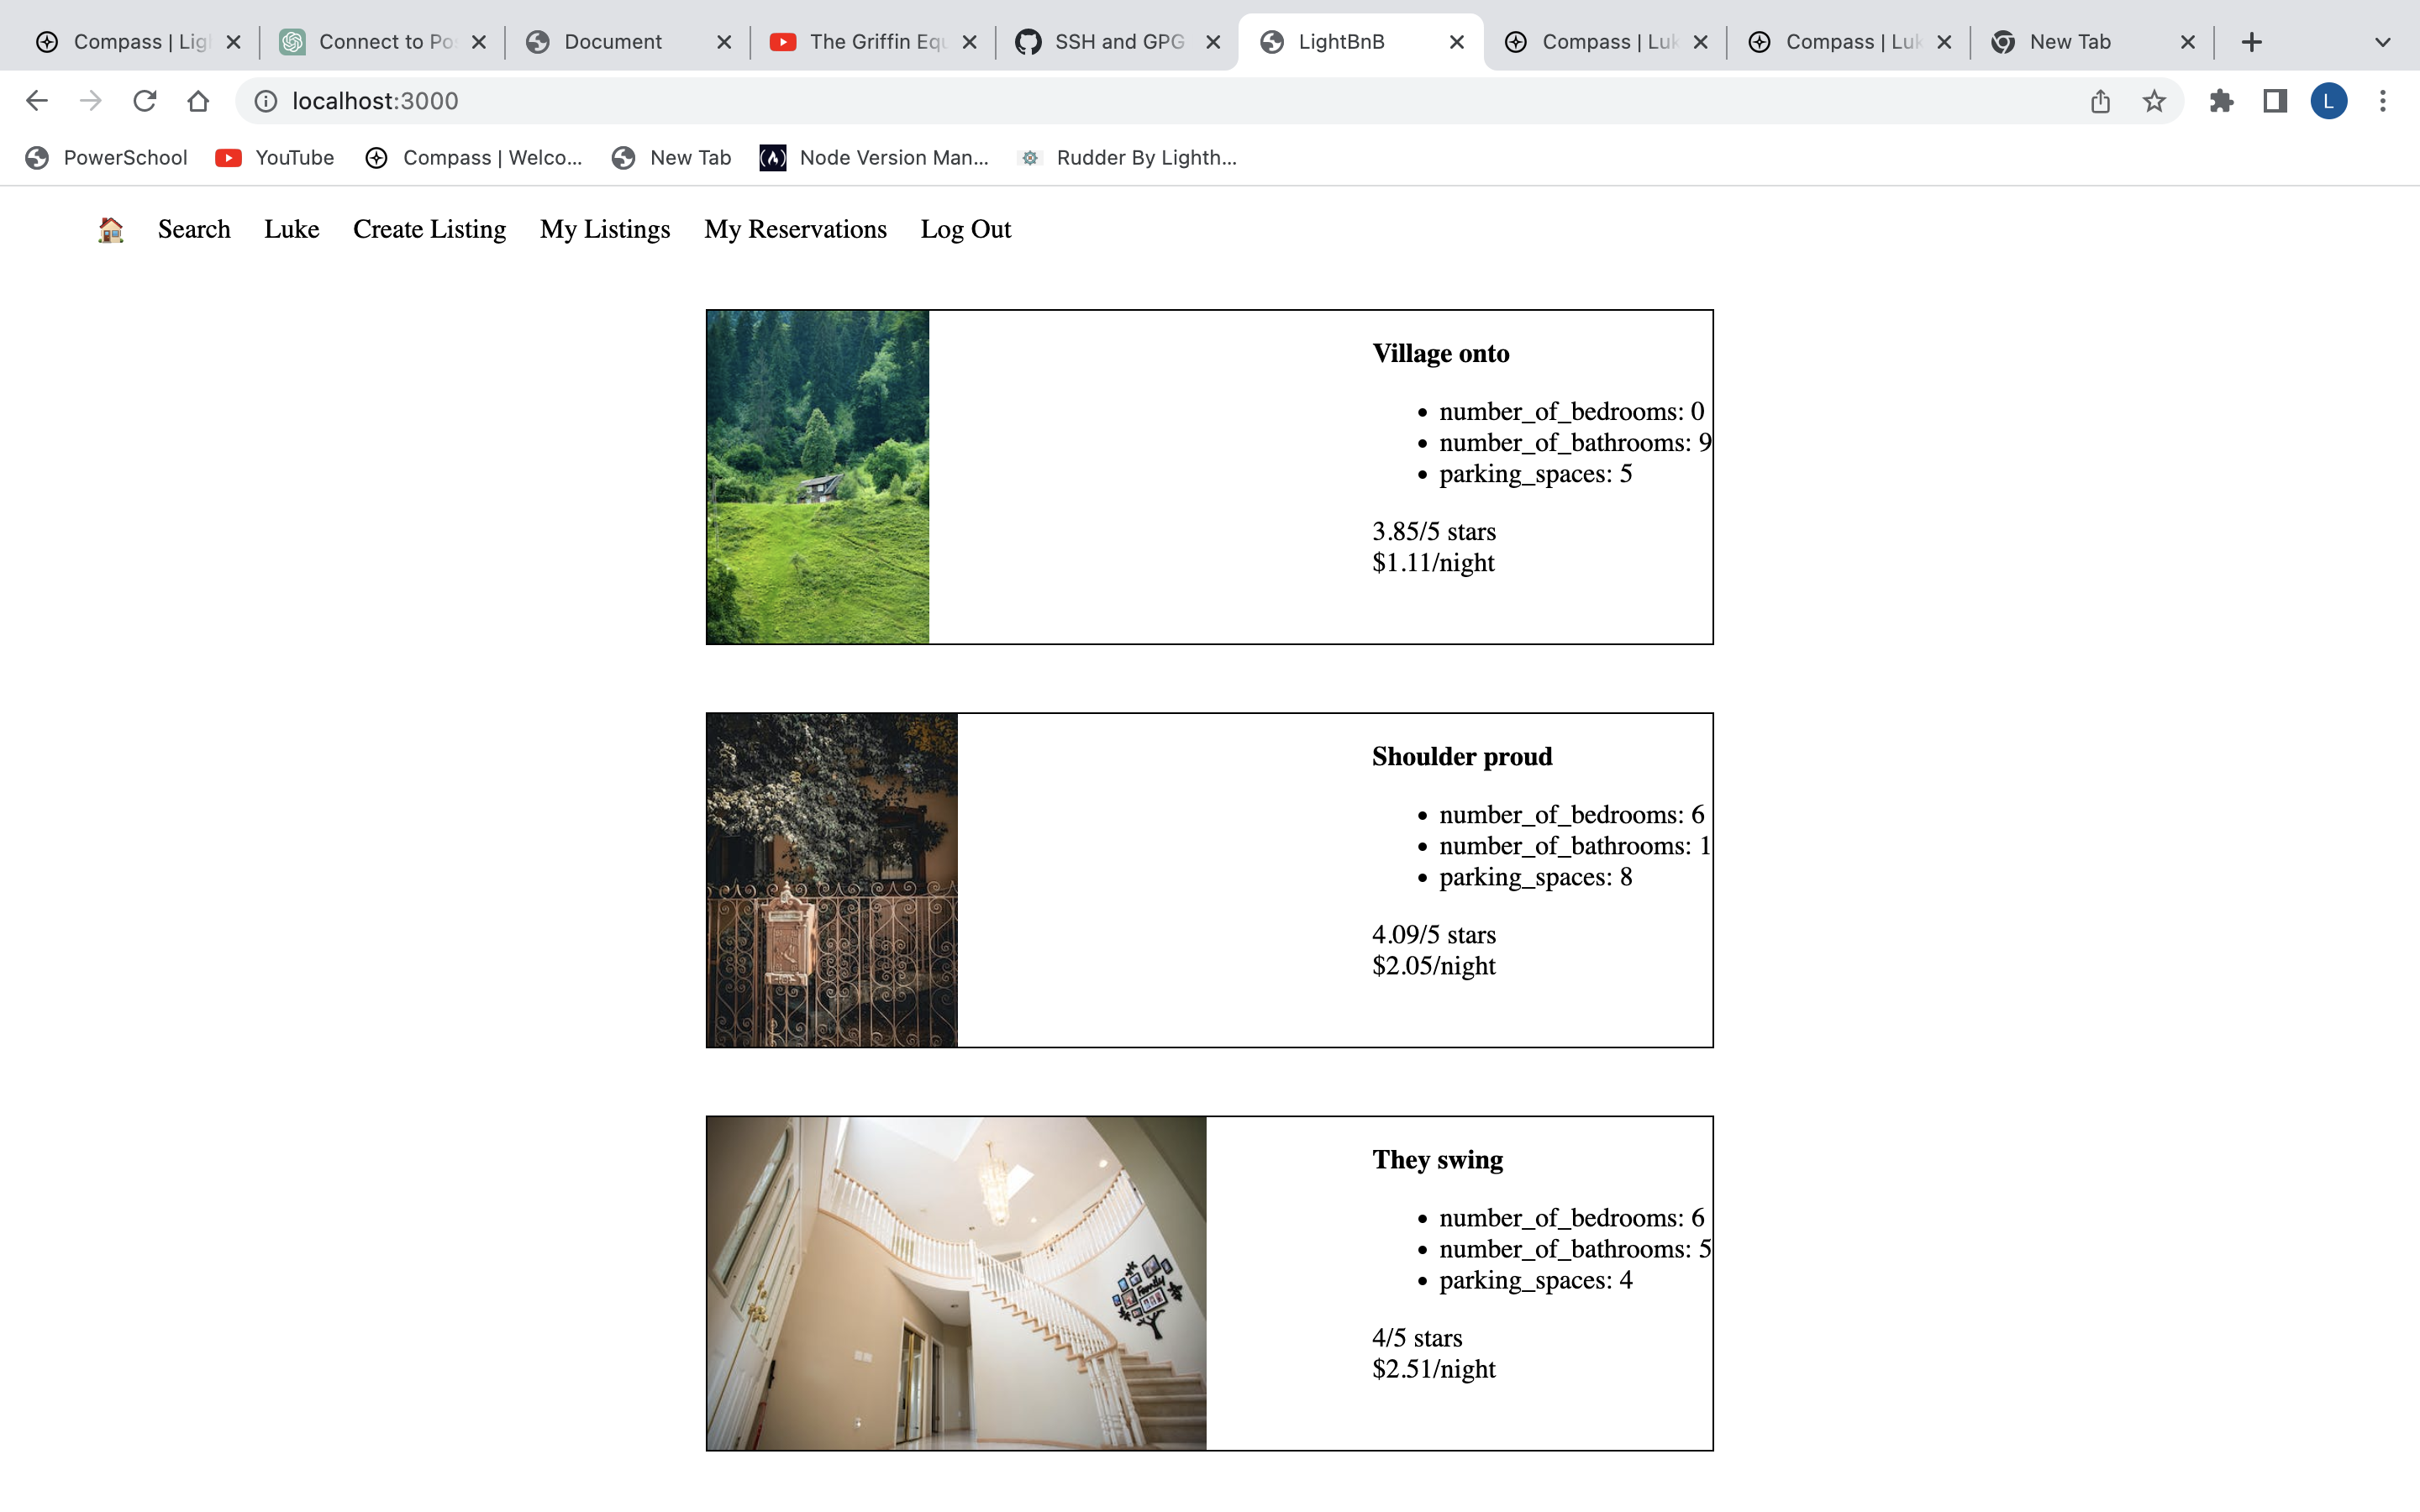 Compass | Lig
Connect to Po
Document
The Griffin Equ
SSH and GPG
LightBnB
Compass | Luk
Compass | Luk
New Tab
localhost:3000
L
PowerSchool
YouTube
Compass | Welco...
New Tab
Node Version Man...
Rudder By Lighth...
Search
Luke
Create Listing
My Listings
My Reservations
Log Out
Village onto
number_of_bedrooms: 0
number_of_bathrooms: 9
parking_spaces: 5
3.85/5 stars
$1.11/night
Shoulder proud
number_of_bedrooms: 6
number_of_bathrooms: 1
parking_spaces: 8
4.09/5 stars
$2.05/night
They swing
number_of_bedrooms: 6
number_of_bathrooms: 5
parking_spaces: 4
4/5 stars
$2.51/night
Family